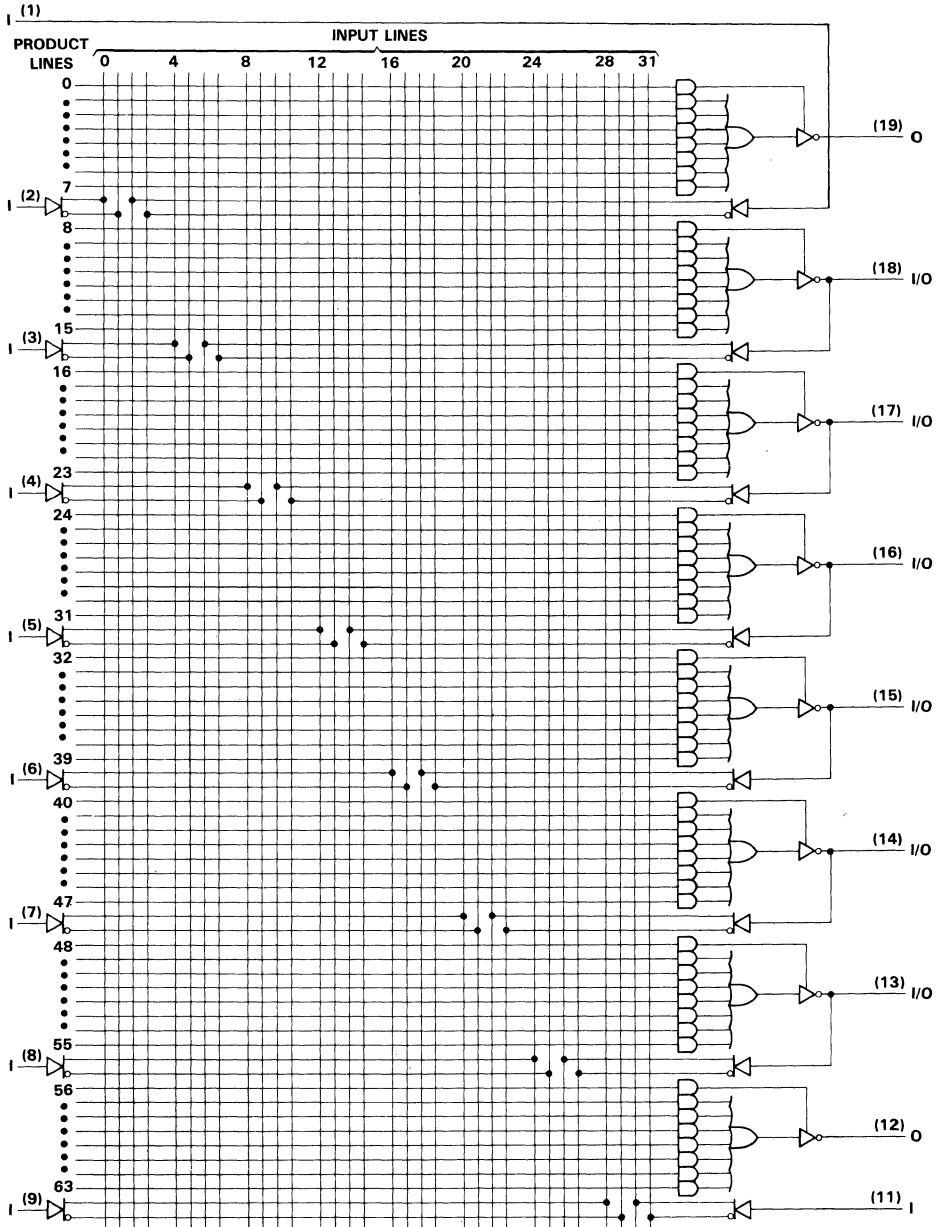 I (1)
INPUT LINES
PRODUCT LINES 0 4 8 12 16 20 24 28 31
0
(19) O
7
I (2)
8
(18) I/O
15
I (3)
16
(17) I/O
23
I (4)
24
(16) I/O
31
I (5)
32
(15) I/O
39
I (6)
40
(14) I/O
47
I (7)
48
(13) I/O
55
I (8)
56
(12) O
63
I (9)
(11) I